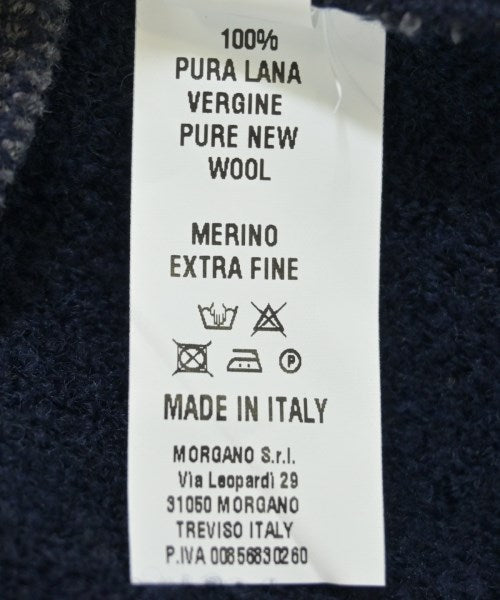 100%
PURA LANA
VERGINE
PURE NEW
WOOL
MERINO
EXTRA FINE
P
MADE IN ITALY
MORGANO S.r.l.
Via Leopardi 29
31050 MORGANO
TREVISO ITALY
P.IVA 00856830260